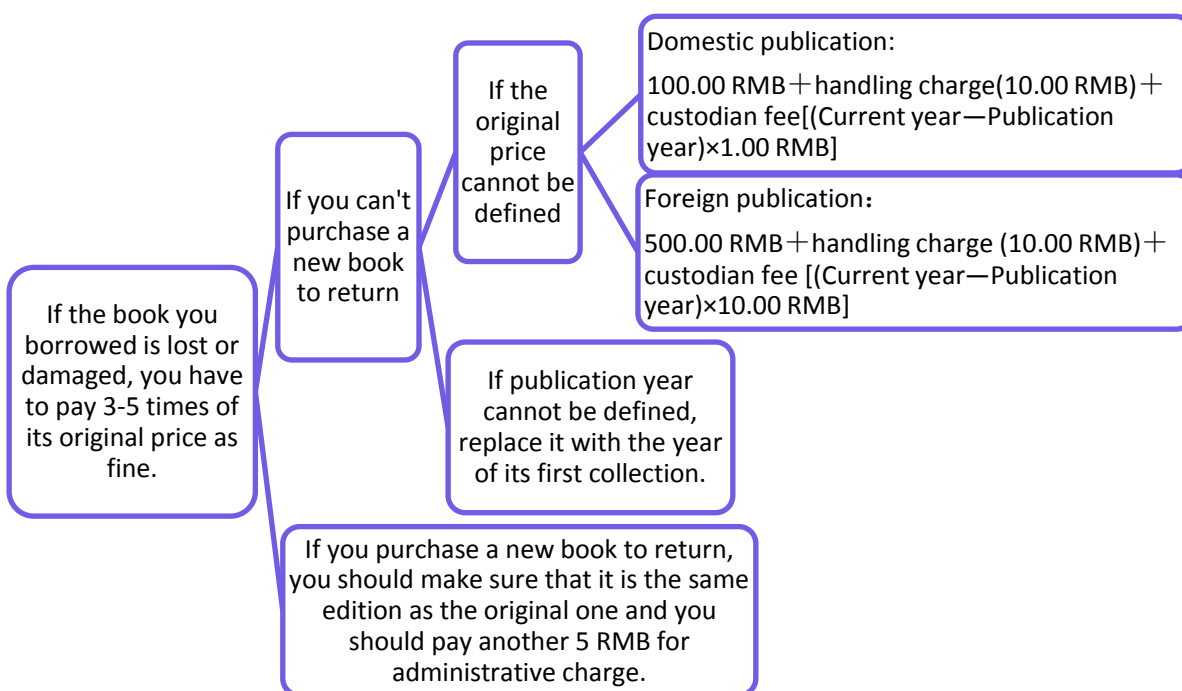 If the book you
borrowed is lost or
damaged, you have
to pay 3-5 times of
its original price as
fine.
If you can't
purchase a
new book
to return
If the
original
price
cannot be
defined
Domestic publication:
100.00 RMB＋handling charge(10.00 RMB)＋
custodian fee[(Current year—Publication
year)×1.00 RMB]
Foreign publication：
500.00 RMB＋handling charge (10.00 RMB)＋
custodian fee [(Current year—Publication
year)×10.00 RMB]
If publication year
cannot be defined,
replace it with the year
of its first collection.
If you purchase a new book to return,
you should make sure that it is the same
edition as the original one and you
should pay another 5 RMB for
administrative charge.